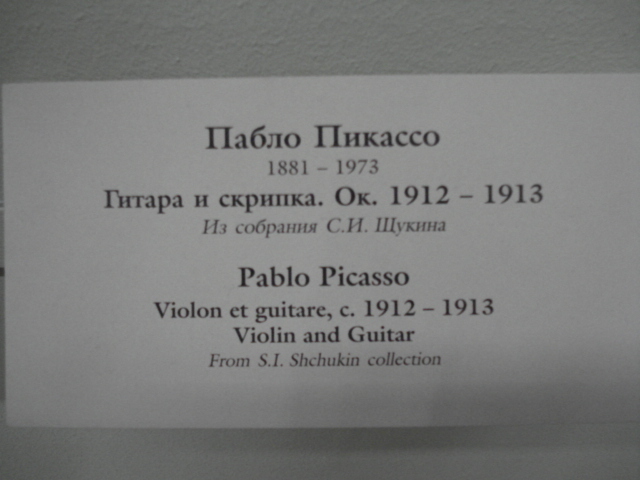 Пабло Пикассо
1881 – 1973
Гитара и скрипка. Ок. 1912 – 1913
Из собрания С.И. Щукина
Pablo Picasso
Violon et guitare, c. 1912 – 1913
Violin and Guitar
From S.I. Shchukin collection